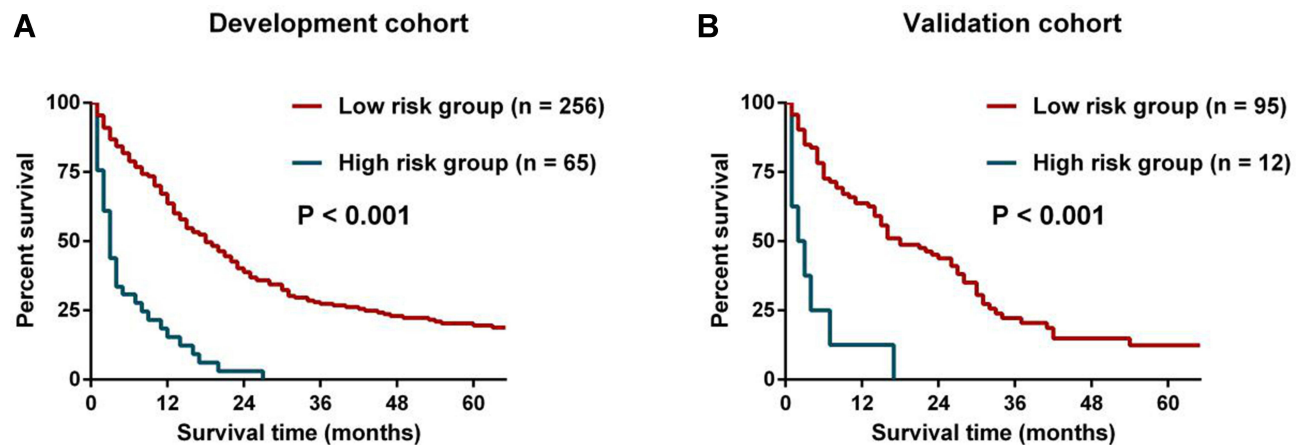 A
Development cohort
Percent survival
100
75
50
25
0
Low risk group (n = 256)
High risk group (n = 65)
P < 0.001
0 12 24 36 48 60
Survival time (months)
B
Validation cohort
Percent survival
100
75
50
25
0
Low risk group (n = 95)
High risk group (n = 12)
P < 0.001
0 12 24 36 48 60
Survival time (months)